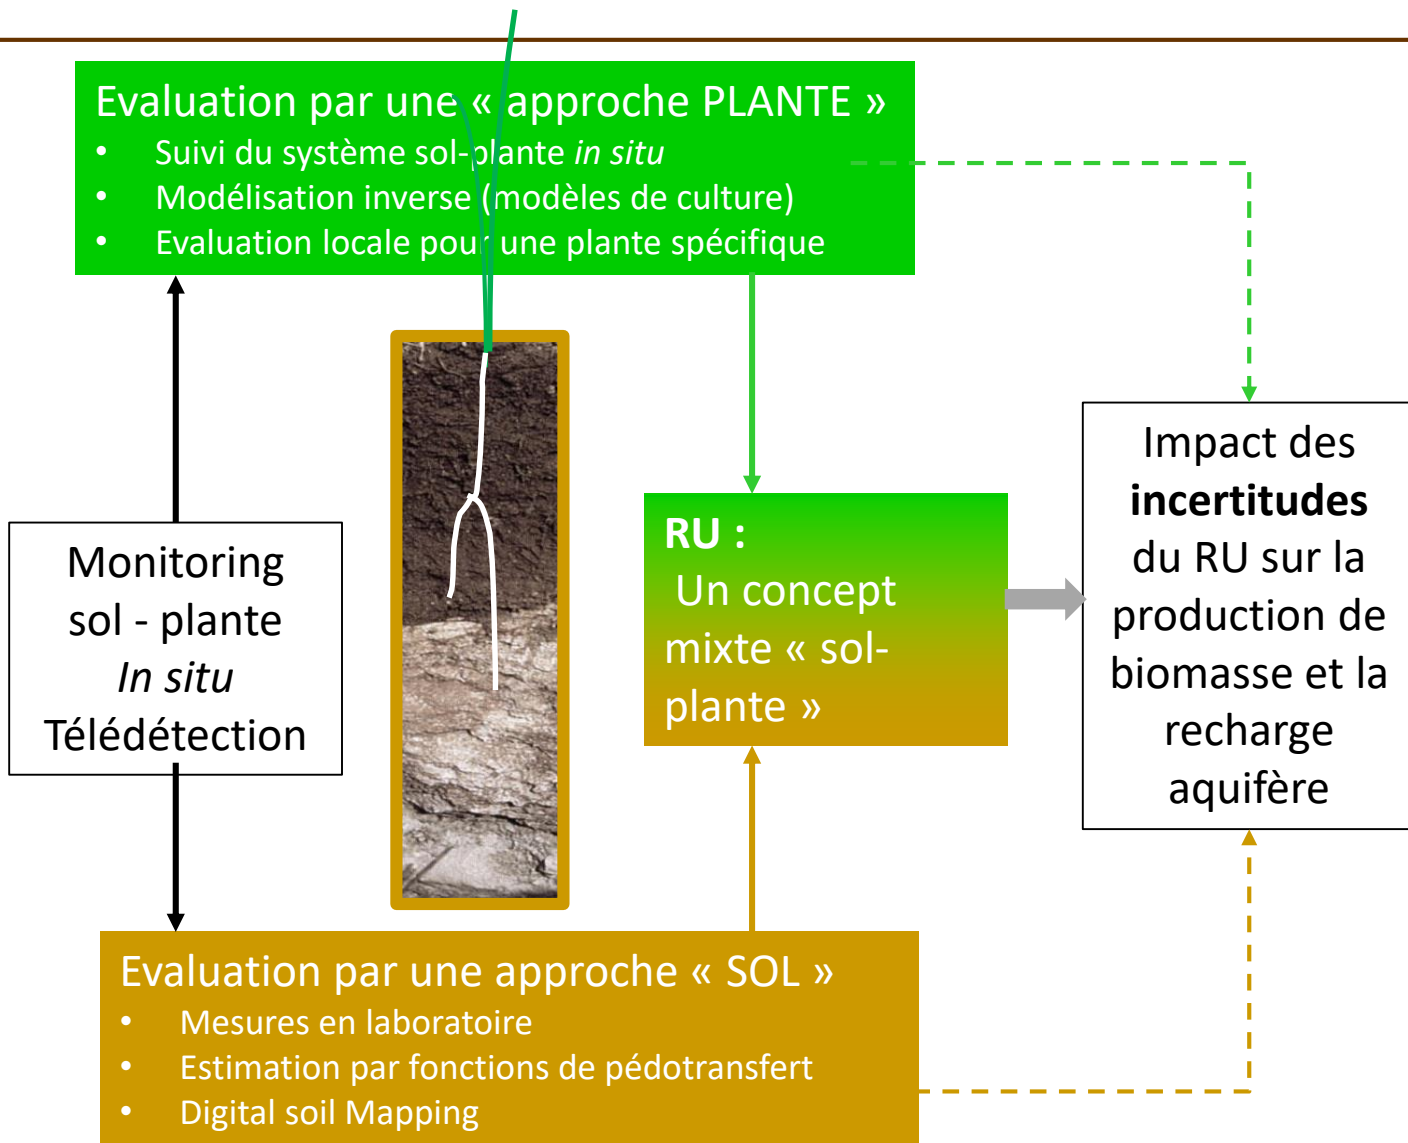 Evaluation par une « approche PLANTE »
• Suivi du système sol-plante in situ
• Modélisation inverse (modèles de culture)
• Evaluation locale pour une plante spécifique
Monitoring
sol - plante
In situ
Télédétection
RU :
Un concept
mixte « sol-
plante »
Impact des
incertitudes
du RU sur la
production de
biomasse et la
recharge
aquifère
Evaluation par une approche « SOL »
• Mesures en laboratoire
• Estimation par fonctions de pédotransfert
• Digital soil Mapping